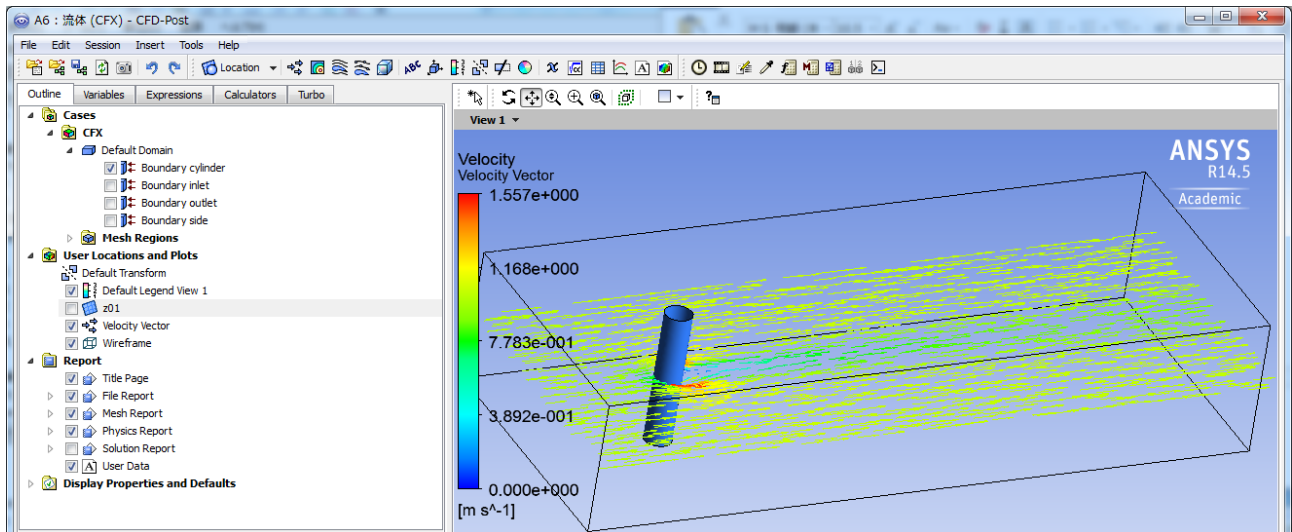 A6 : 流体 (CFX) - CFD-Post
File Edit Session Insert Tools Help
Location
Outline Variables Expressions Calculators Turbo
Cases
CFX
Default Domain
Boundary cylinder
Boundary inlet
Boundary outlet
Boundary side
Mesh Regions
User Locations and Plots
Default Transform
Default Legend View 1
z01
Velocity Vector
Wireframe
Report
Title Page
File Report
Mesh Report
Physics Report
Solution Report
A User Data
Display Properties and Defaults
View 1
Velocity
Velocity Vector
1.557e+000
1.168e+000
7.783e-001
3.892e-001
0.000e+000
[m s^-1]
ANSYS
R14.5
Academic